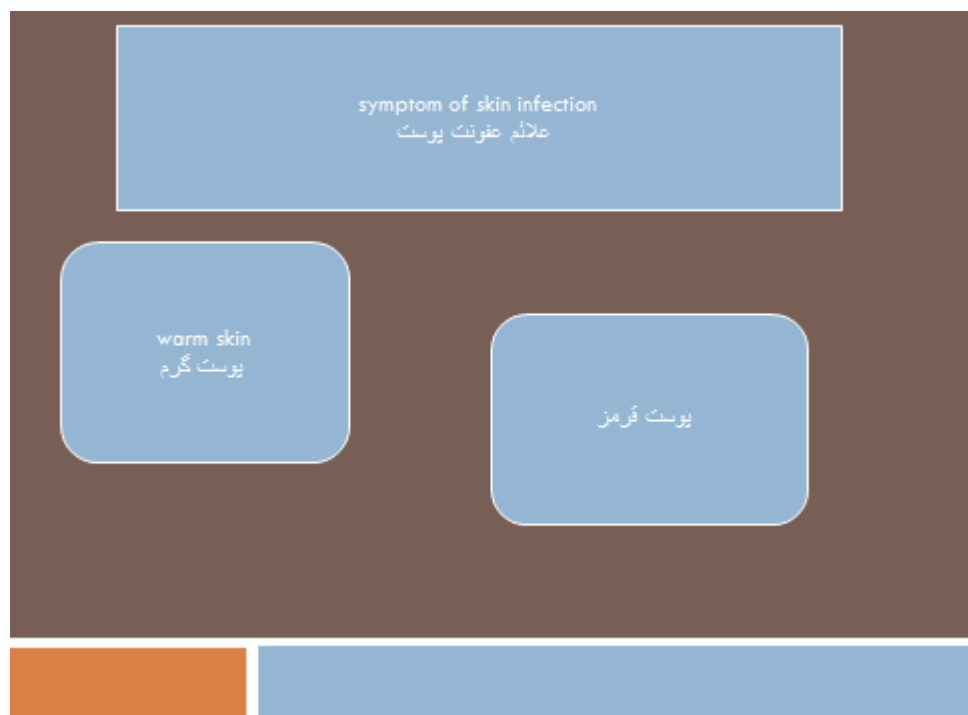 symptom of skin infection
علائم عفونت پوست
warm skin
پوست گرم
پوست قرمز